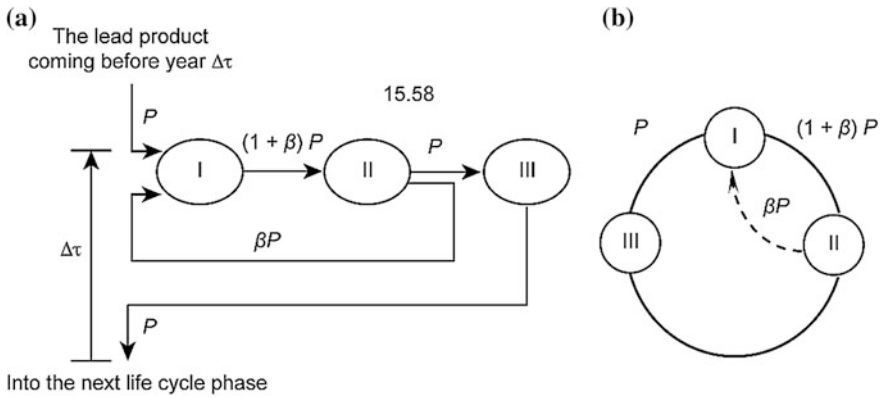 (a)
The lead product
coming before year Δτ
15.58
P
(1 + β) P
P
I
II
III
βP
Δτ
P
Into the next life cycle phase
(b)
P
(1 + β) P
I
βP
III
II